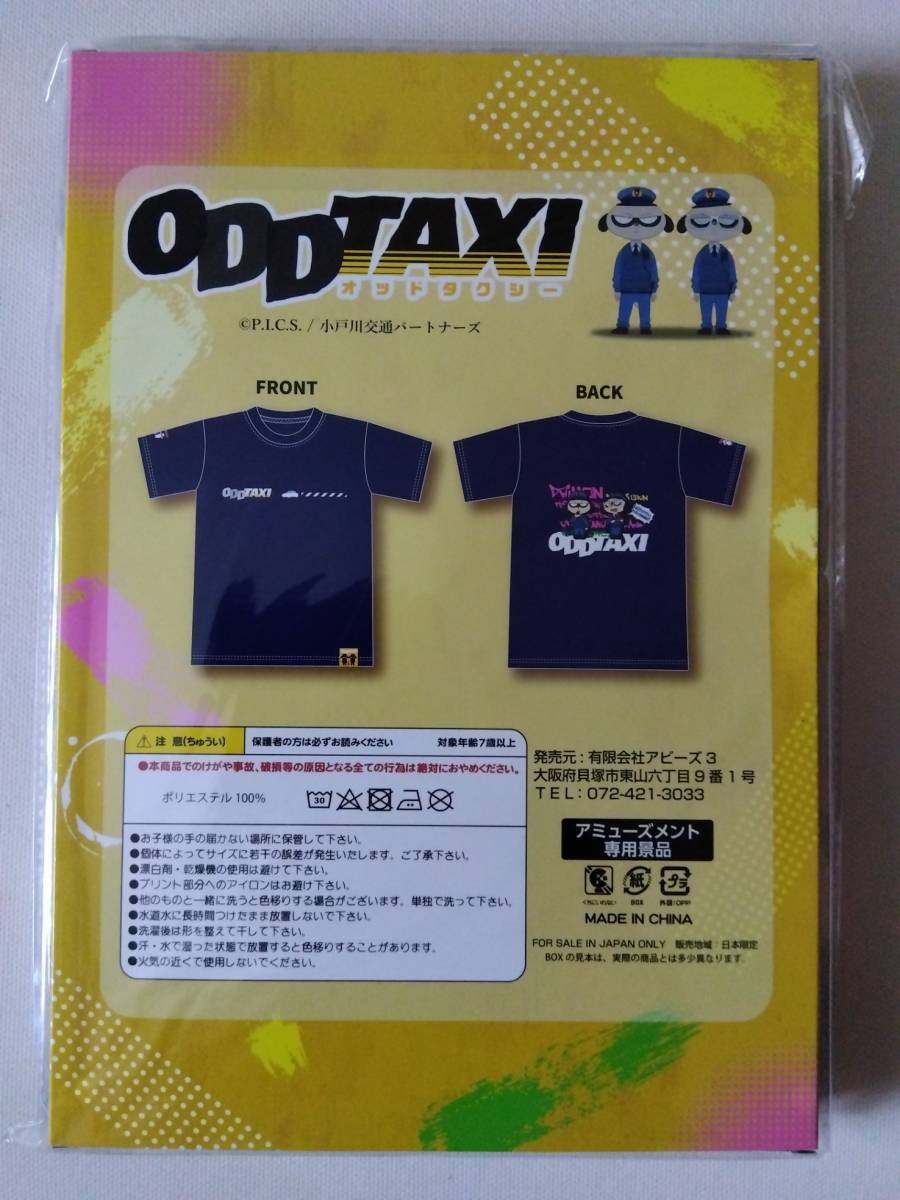 ODDTAXI
オッドタクシー
©P.I.C.S. / 小戸川交通パートナーズ
FRONT
BACK
ODDTAXI
ODDTAXI
⚠ 注 意(ちゅうい)
保護者の方は必ずお読みください
対象年齢7歳以上
●本商品でのけがや事故、破損等の原因となる全ての行為は絶対におやめください。
ポリエステル 100%
30
●お子様の手の届かない場所に保管して下さい。
●個体によってサイズに若干の誤差が発生いたします。ご了承下さい。
●漂白剤・乾燥機の使用は避けて下さい。
●プリント部分へのアイロンはお避け下さい。
●他のものと一緒に洗うと色移りする場合がございます。単独で洗って下さい。
●水道水に長時間つけたまま放置しないで下さい。
●洗濯後は形を整えて干して下さい。
●汗・水で湿った状態で放置すると色移りすることがあります。
●火気の近くで使用しないでください。
発売元：有限会社アビーズ3
大阪府貝塚市東山六丁目9番1号
TEL：072-421-3033
アミューズメント
専用景品
くちにいれない
紙
BOX
プラ
外袋:OPP
MADE IN CHINA
FOR SALE IN JAPAN ONLY 販売地域：日本限定
BOXの見本は、実際の商品とは多少異なります。